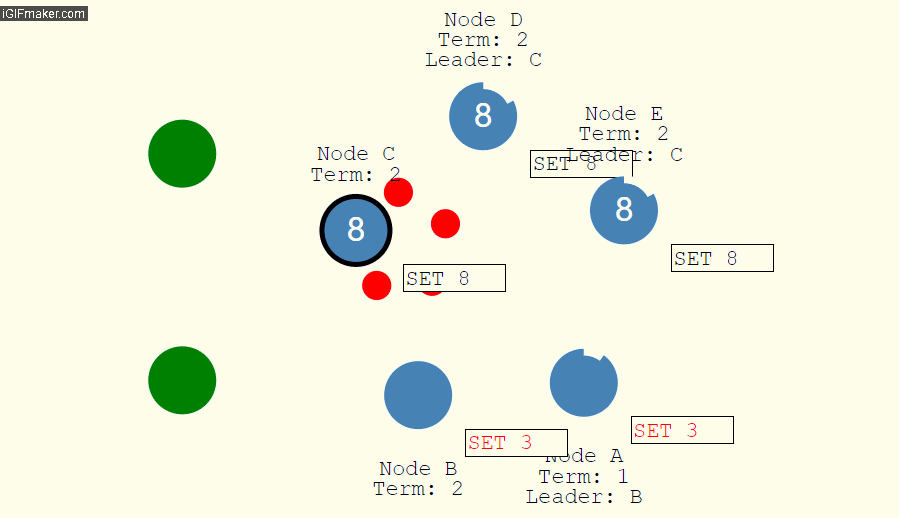 iGIFmaker.com
Node D
Term: 2
Leader: C
8
Node E
Term: 2
Leader: C
SET 8
8
SET 8
Node C
Term: 2
8
SET 8
SET 3
Node B
Term: 2
SET 3
Node A
Term: 1
Leader: B